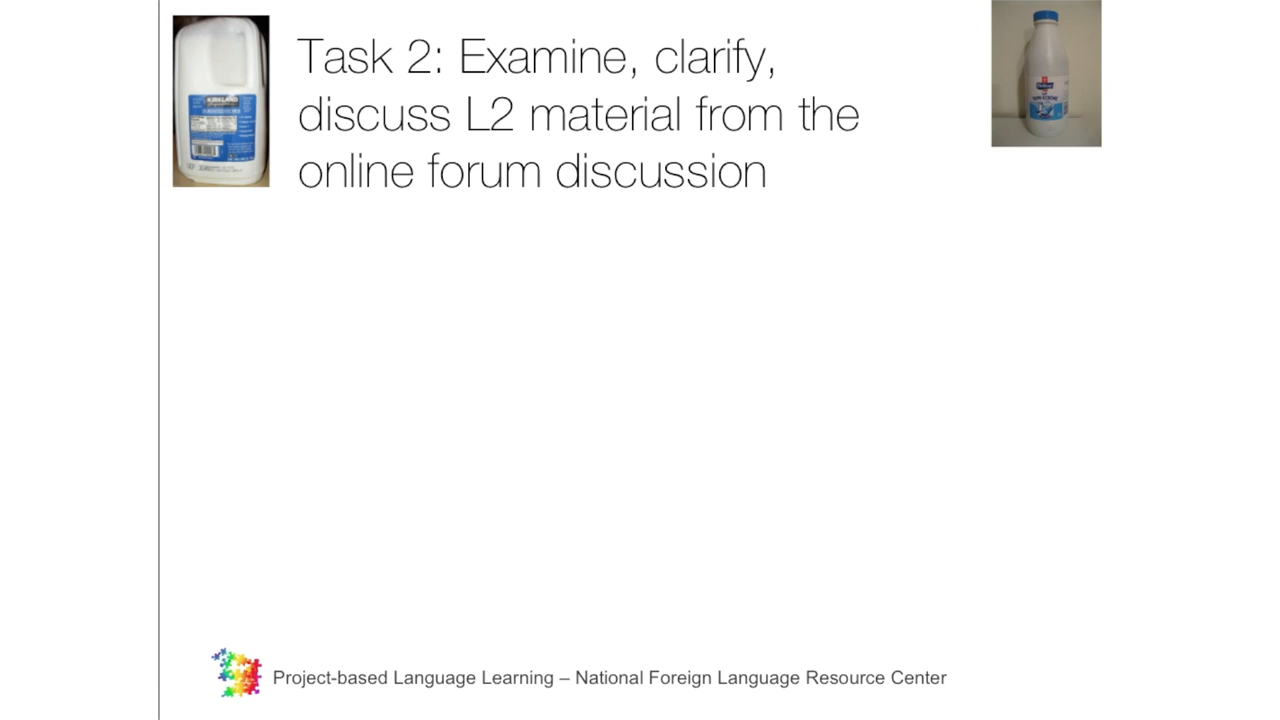 Task 2: Examine, clarify,
discuss L2 material from the
online forum discussion
KIRKLAND
Project-based Language Learning – National Foreign Language Resource Center